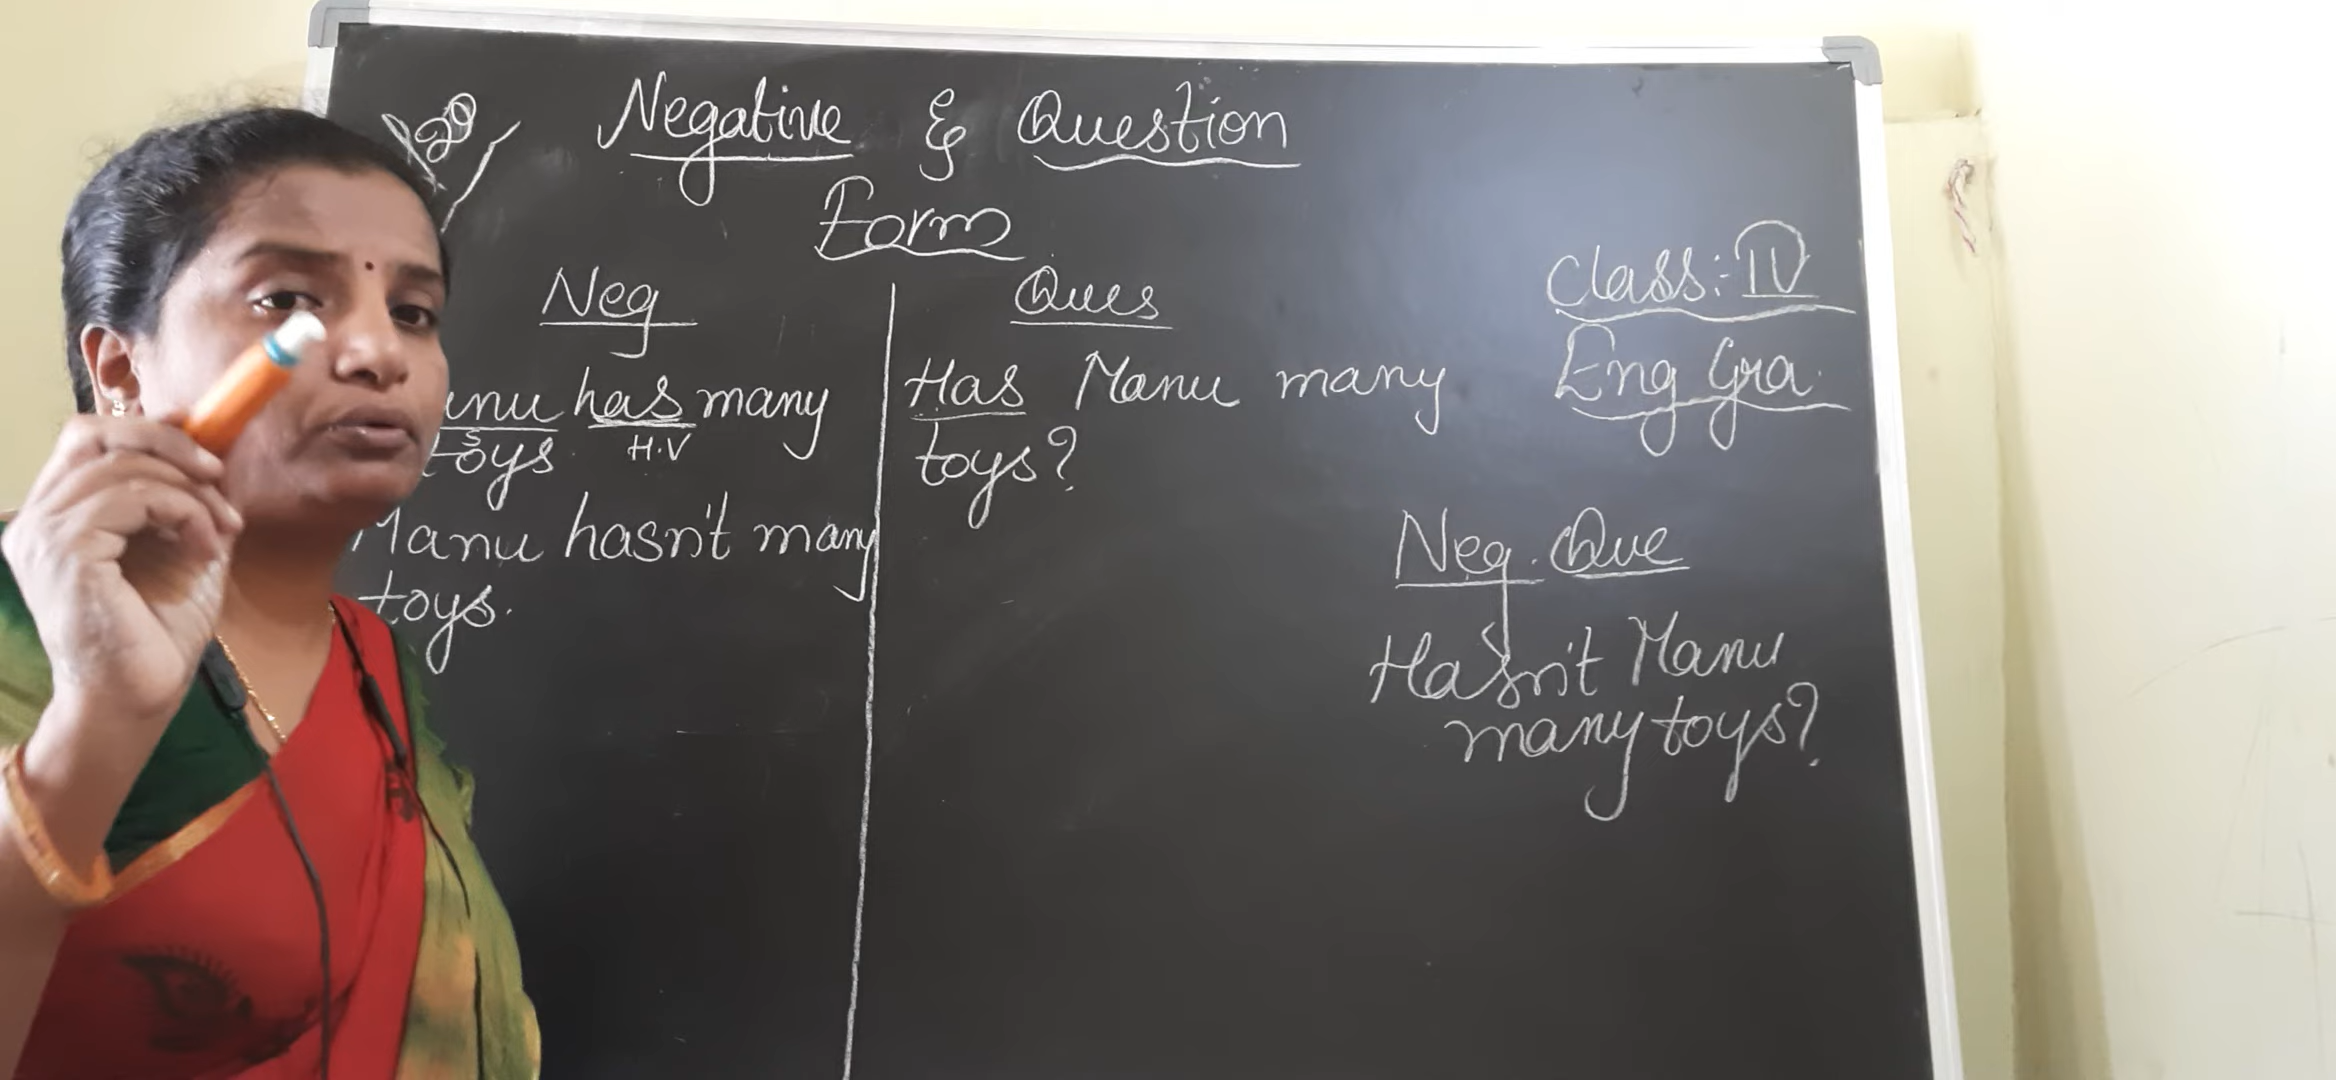 Negative & Question
Form
Neg
Ques
Class:- IV
Eng Gra.
has many
S
H.V
toys
Has Manu many
toys?
Manu hasn't many
toys.
Neg. Que
Hasn't Manu
many toys?